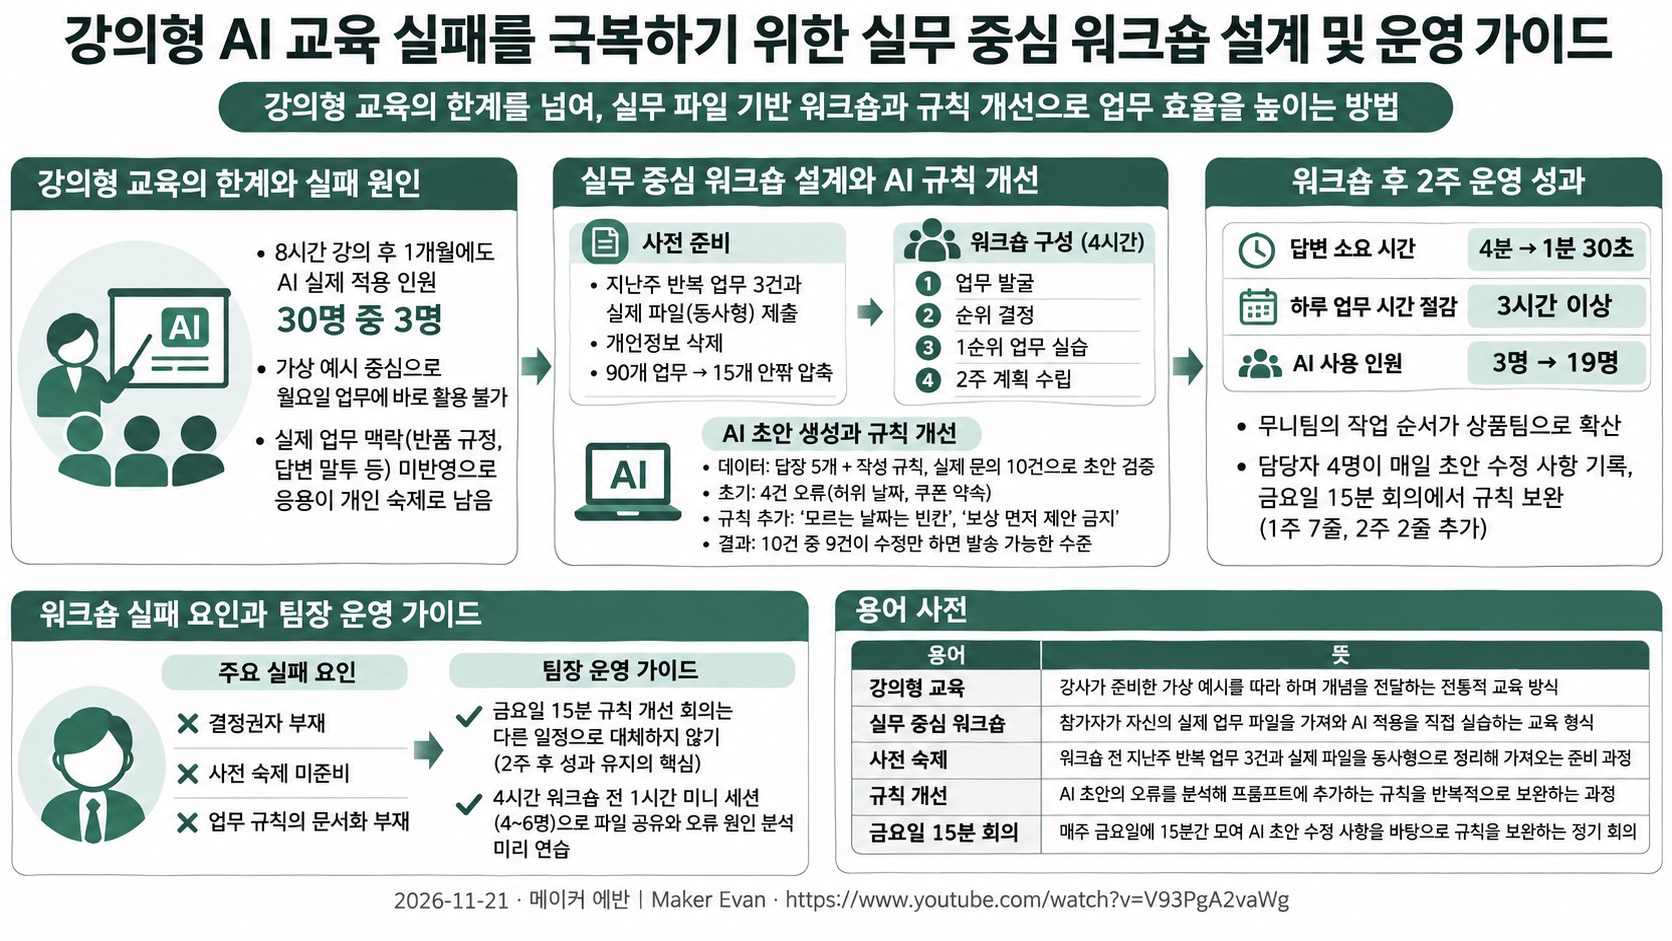 강의형 AI 교육 실패를 극복하기 위한 실무 중심 워크숍 설계 및 운영 가이드
강의형 교육의 한계를 넘어, 실무 파일 기반 워크숍과 규칙 개선으로 업무 효율을 높이는 방법
강의형 교육의 한계와 실패 원인
AI
• 8시간 강의 후 1개월에도
AI 실제 적용 인원
30명 중 3명
• 가상 예시 중심으로
월요일 업무에 바로 활용 불가
• 실제 업무 맥락(반품 규정,
답변 말투 등) 미반영으로
응용이 개인 숙제로 남음
실무 중심 워크숍 설계와 AI 규칙 개선
사전 준비
• 지난주 반복 업무 3건과
실제 파일(동사형) 제출
• 개인정보 삭제
• 90개 업무 → 15개 안팎 압축
워크숍 구성 (4시간)
1 업무 발굴
2 순위 결정
3 1순위 업무 실습
4 2주 계획 수립
AI
AI 초안 생성과 규칙 개선
• 데이터: 답장 5개 + 작성 규칙, 실제 문의 10건으로 초안 검증
• 초기: 4건 오류(허위 날짜, 쿠폰 약속)
• 규칙 추가: ‘모르는 날짜는 빈칸’, ‘보상 먼저 제안 금지’
• 결과: 10건 중 9건이 수정만 하면 발송 가능한 수준
워크숍 후 2주 운영 성과
답변 소요 시간 4분 → 1분 30초
하루 업무 시간 절감 3시간 이상
AI 사용 인원 3명 → 19명
• 무니팀의 작업 순서가 상품팀으로 확산
• 담당자 4명이 매일 초안 수정 사항 기록,
금요일 15분 회의에서 규칙 보완
(1주 7줄, 2주 2줄 추가)
워크숍 실패 요인과 팀장 운영 가이드
주요 실패 요인
결정권자 부재
사전 숙제 미준비
업무 규칙의 문서화 부재
팀장 운영 가이드
금요일 15분 규칙 개선 회의는
다른 일정으로 대체하지 않기
(2주 후 성과 유지의 핵심)
4시간 워크숍 전 1시간 미니 세션
(4~6명)으로 파일 공유와 오류 원인 분석
미리 연습
용어 사전
용어 뜻
강의형 교육 강사가 준비한 가상 예시를 따라 하며 개념을 전달하는 전통적 교육 방식
실무 중심 워크숍 참가자가 자신의 실제 업무 파일을 가져와 AI 적용을 직접 실습하는 교육 형식
사전 숙제 워크숍 전 지난주 반복 업무 3건과 실제 파일을 동사형으로 정리해 가져오는 준비 과정
규칙 개선 AI 초안의 오류를 분석해 프롬프트에 추가하는 규칙을 반복적으로 보완하는 과정
금요일 15분 회의 매주 금요일에 15분간 모여 AI 초안 수정 사항을 바탕으로 규칙을 보완하는 정기 회의
2026-11-21 · 메이커 에반 | Maker Evan · https://www.youtube.com/watch?v=V93PgA2vaWg